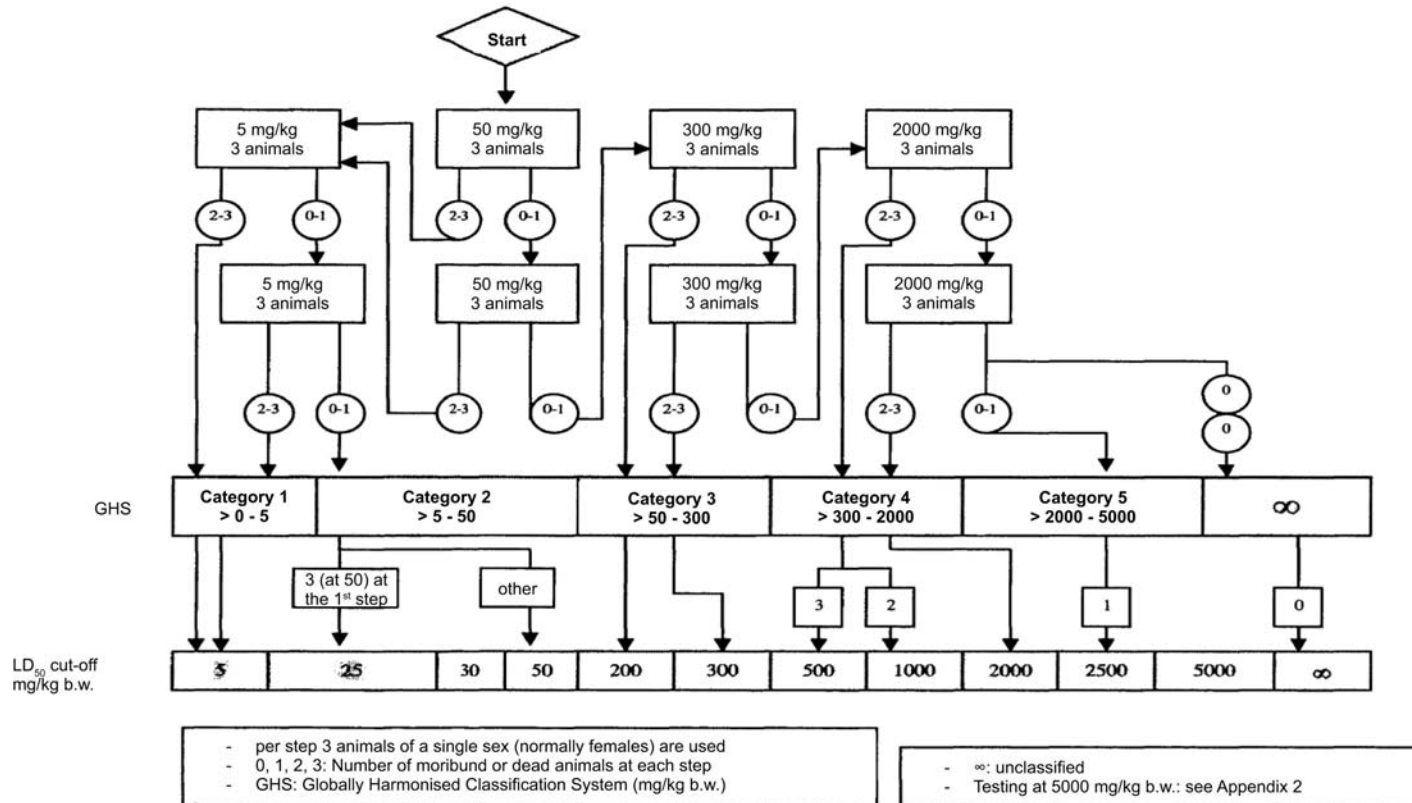 Start
5 mg/kg
3 animals
50 mg/kg
3 animals
300 mg/kg
3 animals
2000 mg/kg
3 animals
2-3
0-1
2-3
0-1
2-3
0-1
2-3
0-1
5 mg/kg
3 animals
50 mg/kg
3 animals
300 mg/kg
3 animals
2000 mg/kg
3 animals
2-3
0-1
2-3
0-1
2-3
0-1
2-3
0-1
0
0
GHS
Category 1
> 0 - 5
Category 2
> 5 - 50
Category 3
> 50 - 300
Category 4
> 300 - 2000
Category 5
> 2000 - 5000
∞
3 (at 50) at
the 1st step
other
3
2
1
0
LD50 cut-off
mg/kg b.w.
5
25
30
50
200
300
500
1000
2000
2500
5000
∞
- per step 3 animals of a single sex (normally females) are used
- 0, 1, 2, 3: Number of moribund or dead animals at each step
- GHS: Globally Harmonised Classification System (mg/kg b.w.)
- ∞: unclassified
- Testing at 5000 mg/kg b.w.: see Appendix 2